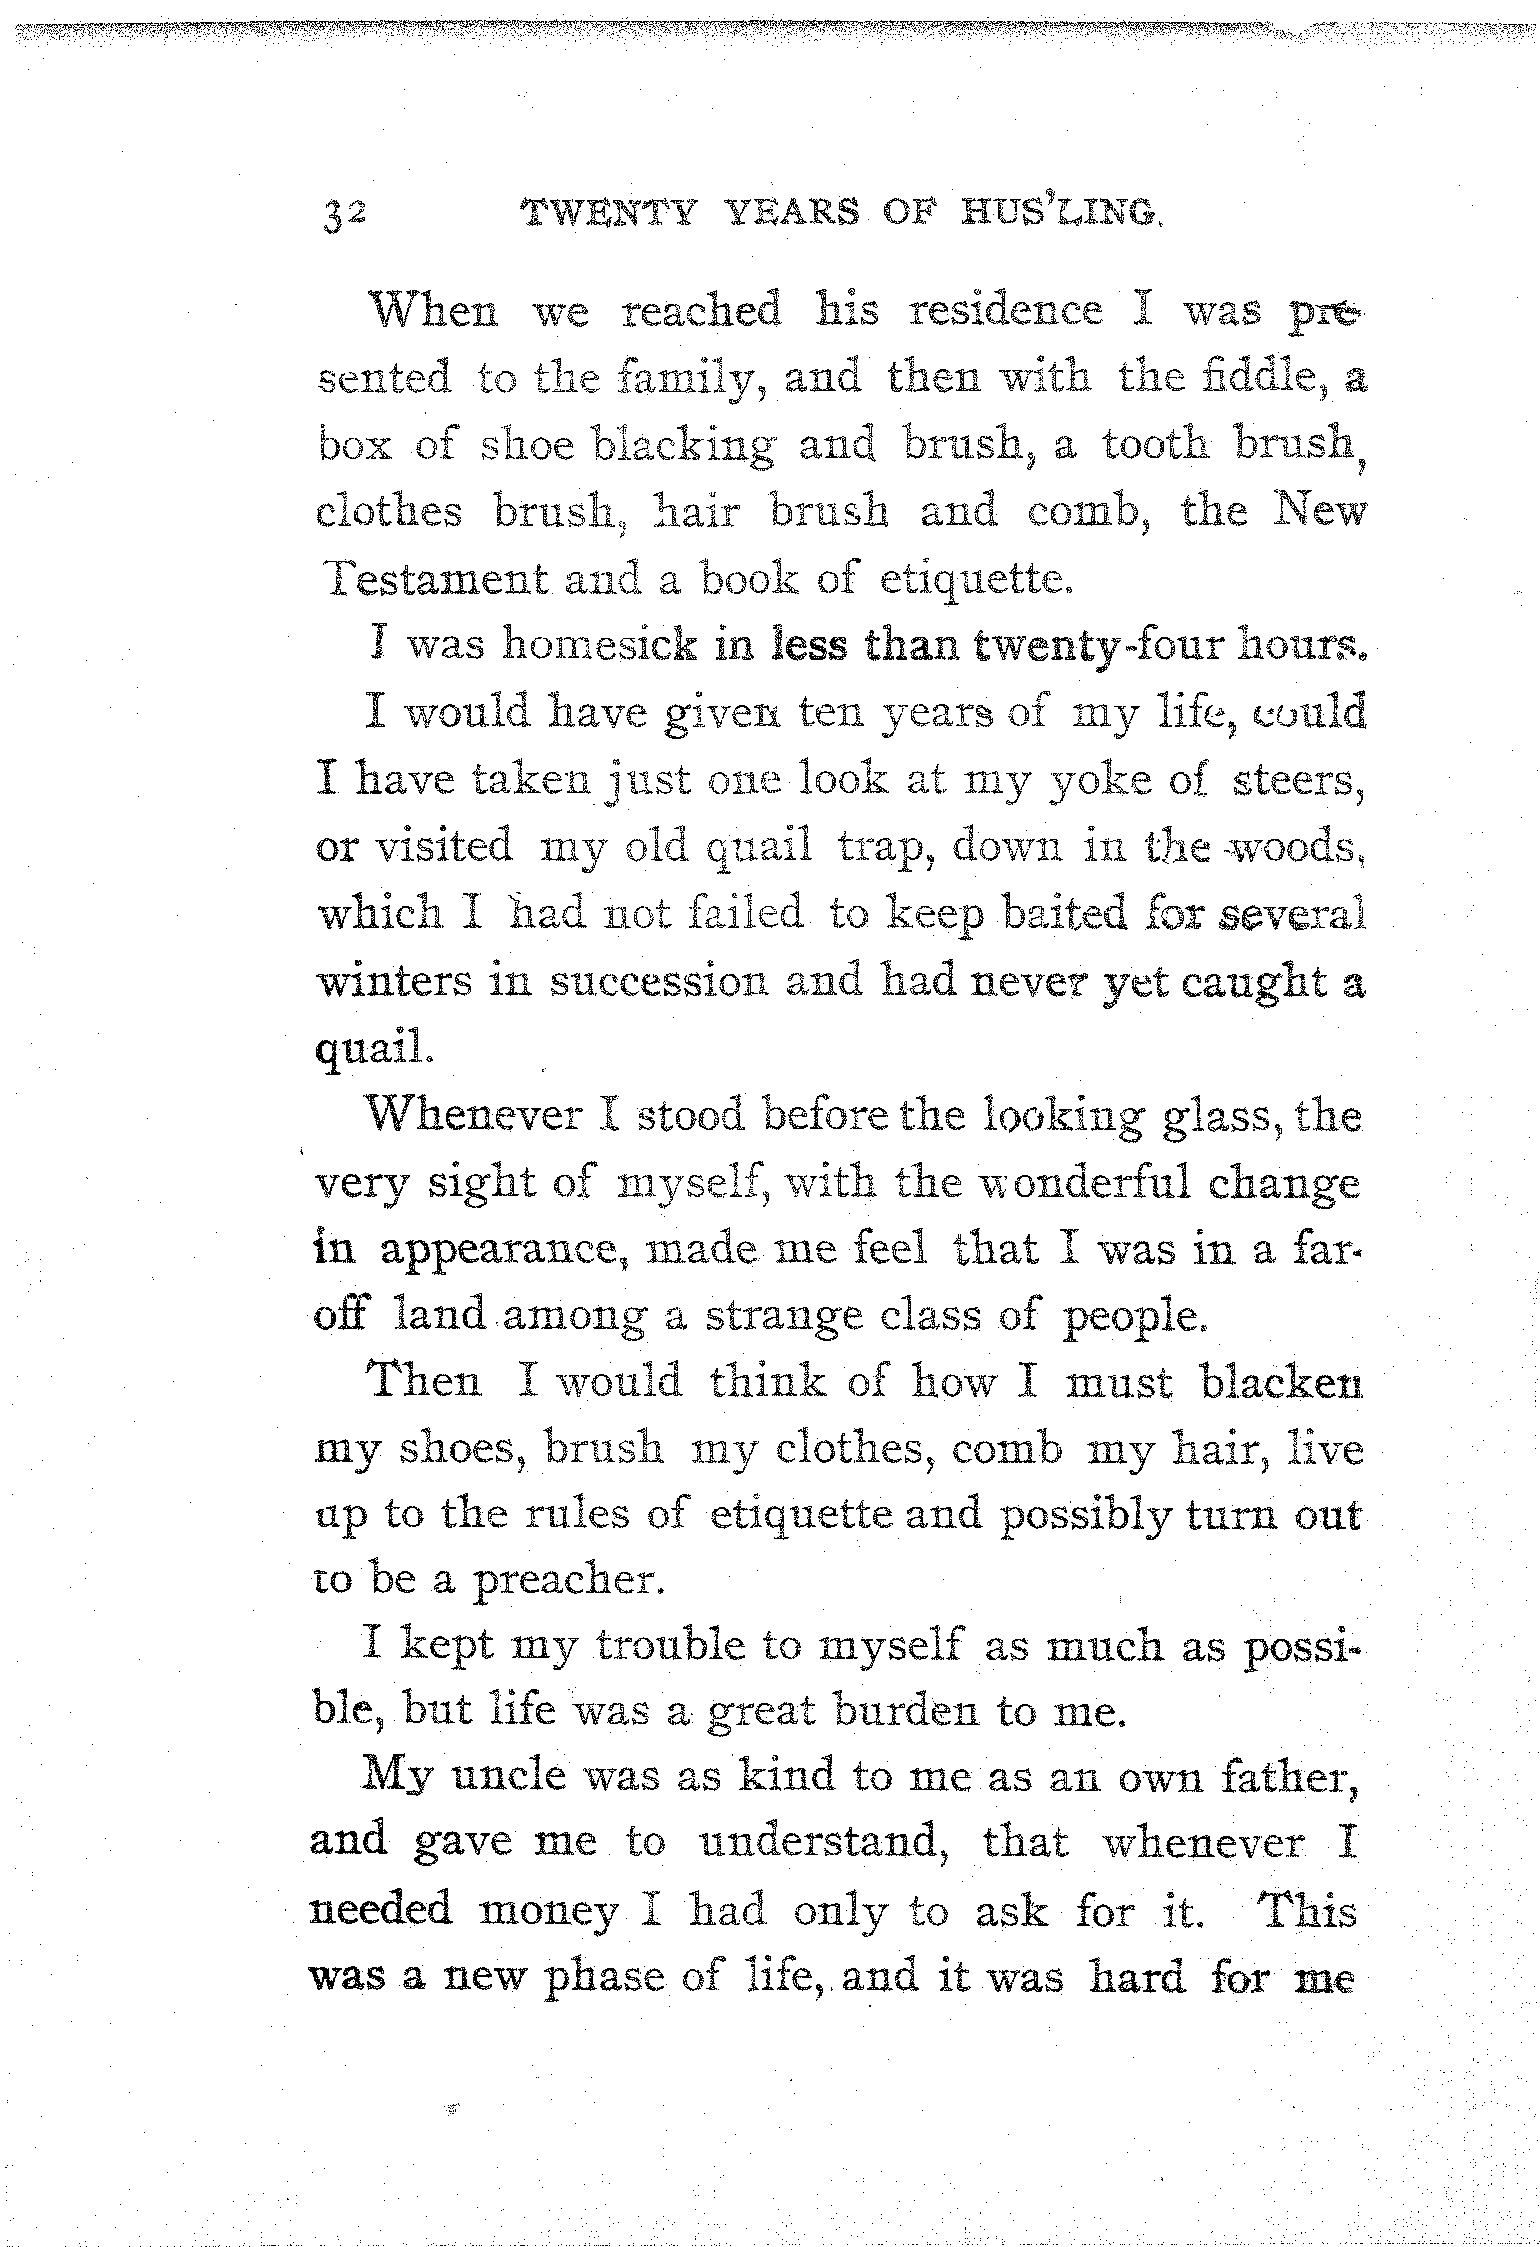 32 TWENTY YEARS OF HUS'LING.
When we reached his residence I was pre-
sented to the family, and then with the fiddle, a
box of shoe blacking and brush, a tooth brush,
clothes brush, hair brush and comb, the New
Testament and a book of etiquette.
I was homesick in less than twenty-four hours.
I would have given ten years of my life, could
I have taken just one look at my yoke of steers,
or visited my old quail trap, down in the woods,
which I had not failed to keep baited for several
winters in succession and had never yet caught a
quail.
Whenever I stood before the looking glass, the
very sight of myself, with the wonderful change
in appearance, made me feel that I was in a far-
off land among a strange class of people.
Then I would think of how I must blacken
my shoes, brush my clothes, comb my hair, live
up to the rules of etiquette and possibly turn out
to be a preacher.
I kept my trouble to myself as much as possi-
ble, but life was a great burden to me.
My uncle was as kind to me as an own father,
and gave me to understand, that whenever I
needed money I had only to ask for it. This
was a new phase of life, and it was hard for me